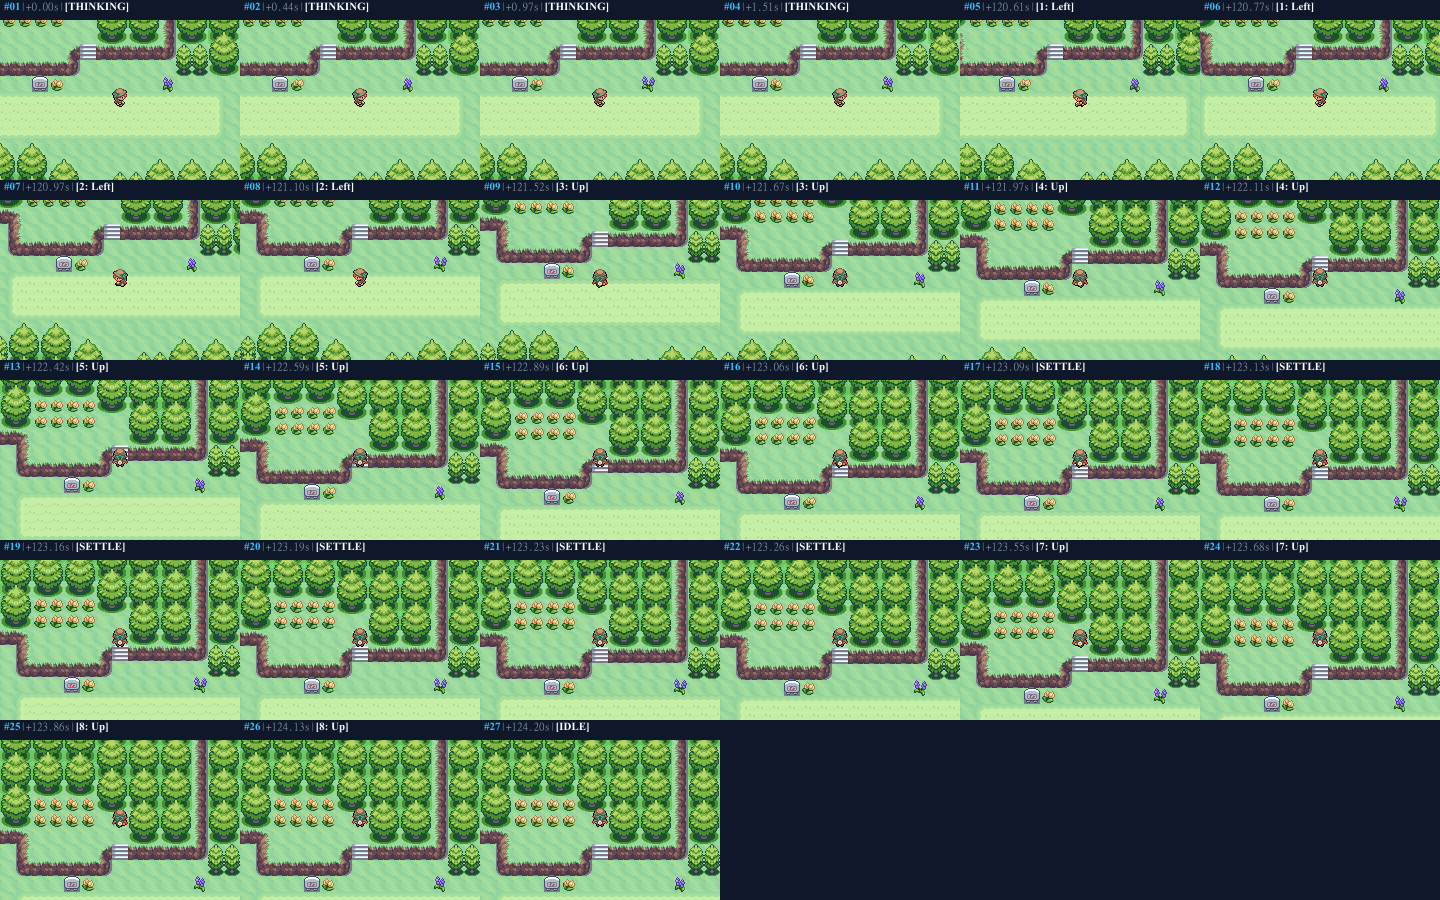 #01 | +0.00s | [THINKING]
#02 | +0.44s | [THINKING]
#03 | +0.97s | [THINKING]
#04 | +1.51s | [THINKING]
#05 | +120.61s | [1: Left]
#06 | +120.77s | [1: Left]
#07 | +120.97s | [2: Left]
#08 | +121.10s | [2: Left]
#09 | +121.52s | [3: Up]
#10 | +121.67s | [3: Up]
#11 | +121.97s | [4: Up]
#12 | +122.11s | [4: Up]
#13 | +122.42s | [5: Up]
#14 | +122.59s | [5: Up]
#15 | +122.89s | [6: Up]
#16 | +123.06s | [6: Up]
#17 | +123.09s | [SETTLE]
#18 | +123.13s | [SETTLE]
#19 | +123.16s | [SETTLE]
#20 | +123.19s | [SETTLE]
#21 | +123.23s | [SETTLE]
#22 | +123.26s | [SETTLE]
#23 | +123.55s | [7: Up]
#24 | +123.68s | [7: Up]
#25 | +123.86s | [8: Up]
#26 | +124.13s | [8: Up]
#27 | +124.20s | [IDLE]